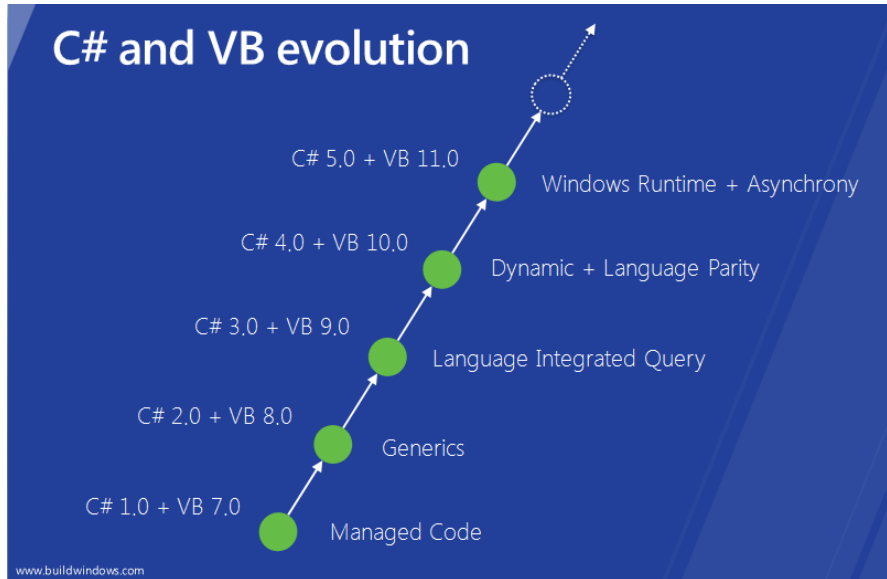 C# and VB evolution
C# 5.0 + VB 11.0
Windows Runtime + Asynchrony
C# 4.0 + VB 10.0
Dynamic + Language Parity
C# 3.0 + VB 9.0
Language Integrated Query
C# 2.0 + VB 8.0
Generics
C# 1.0 + VB 7.0
Managed Code
www.buildwindows.com